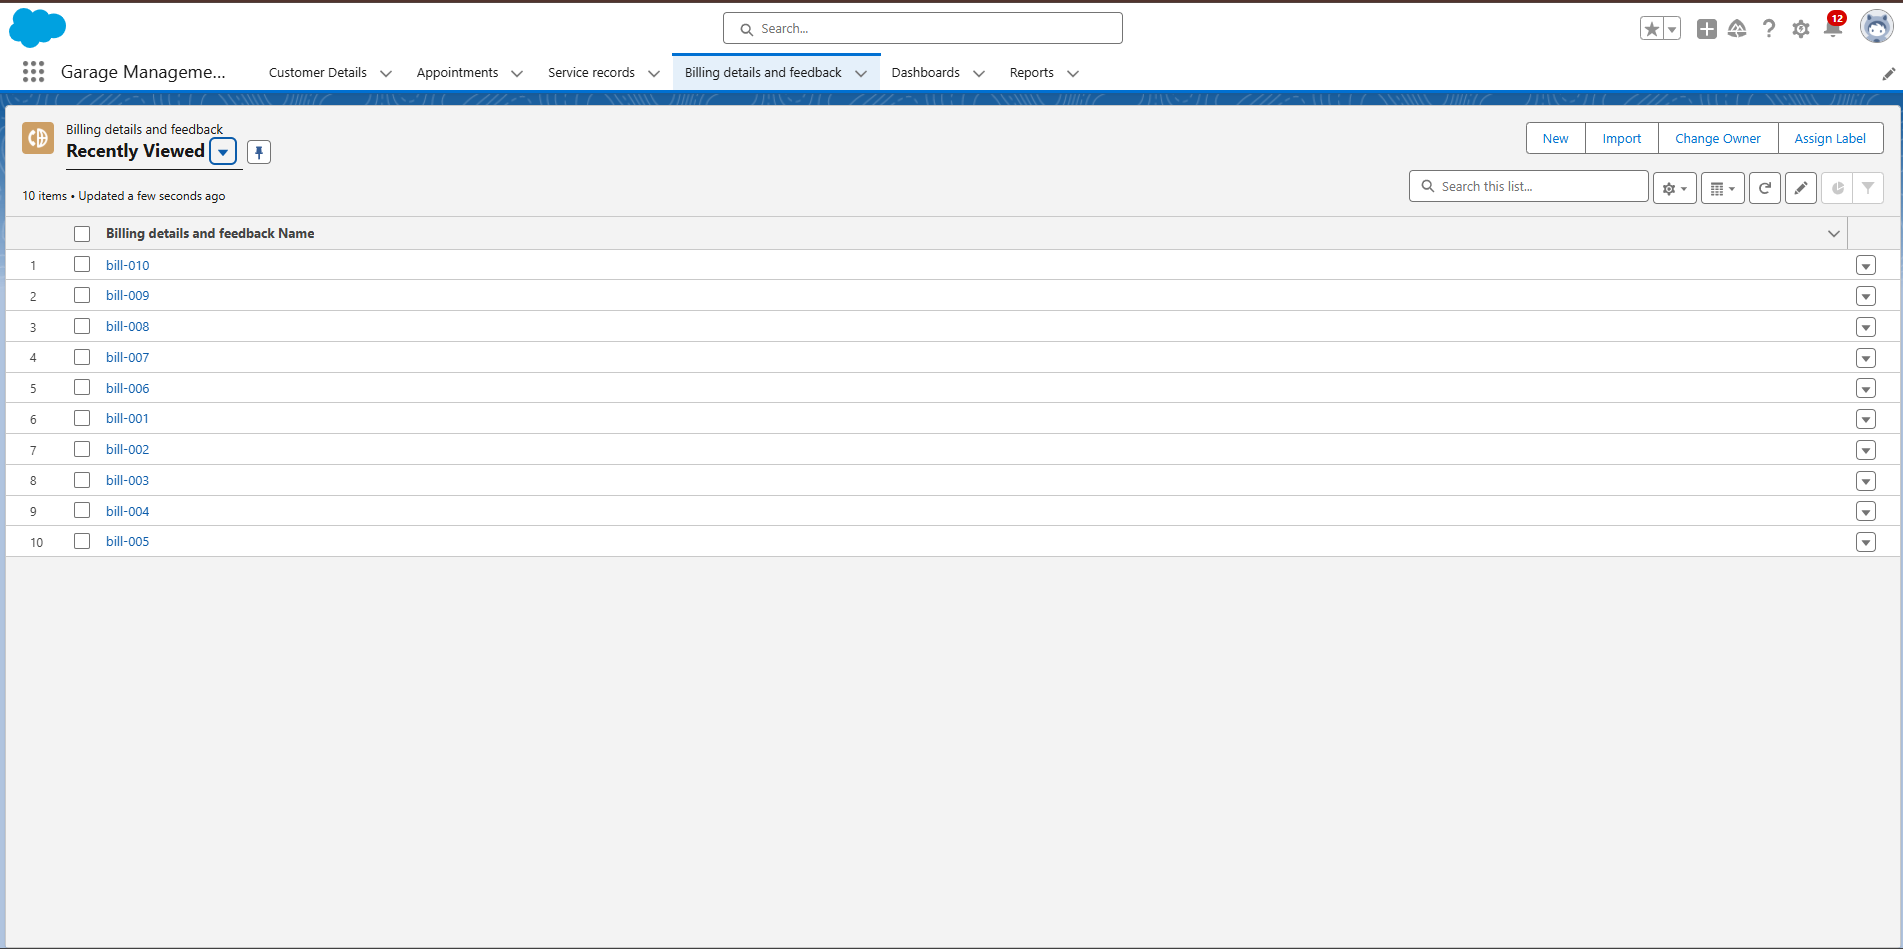 Search...
12
Garage Manageme...
Customer Details
Appointments
Service records
Billing details and feedback
Dashboards
Reports
Billing details and feedback
Recently Viewed
New
Import
Change Owner
Assign Label
10 items • Updated a few seconds ago
Search this list...
Billing details and feedback Name
1 bill-010
2 bill-009
3 bill-008
4 bill-007
5 bill-006
6 bill-001
7 bill-002
8 bill-003
9 bill-004
10 bill-005